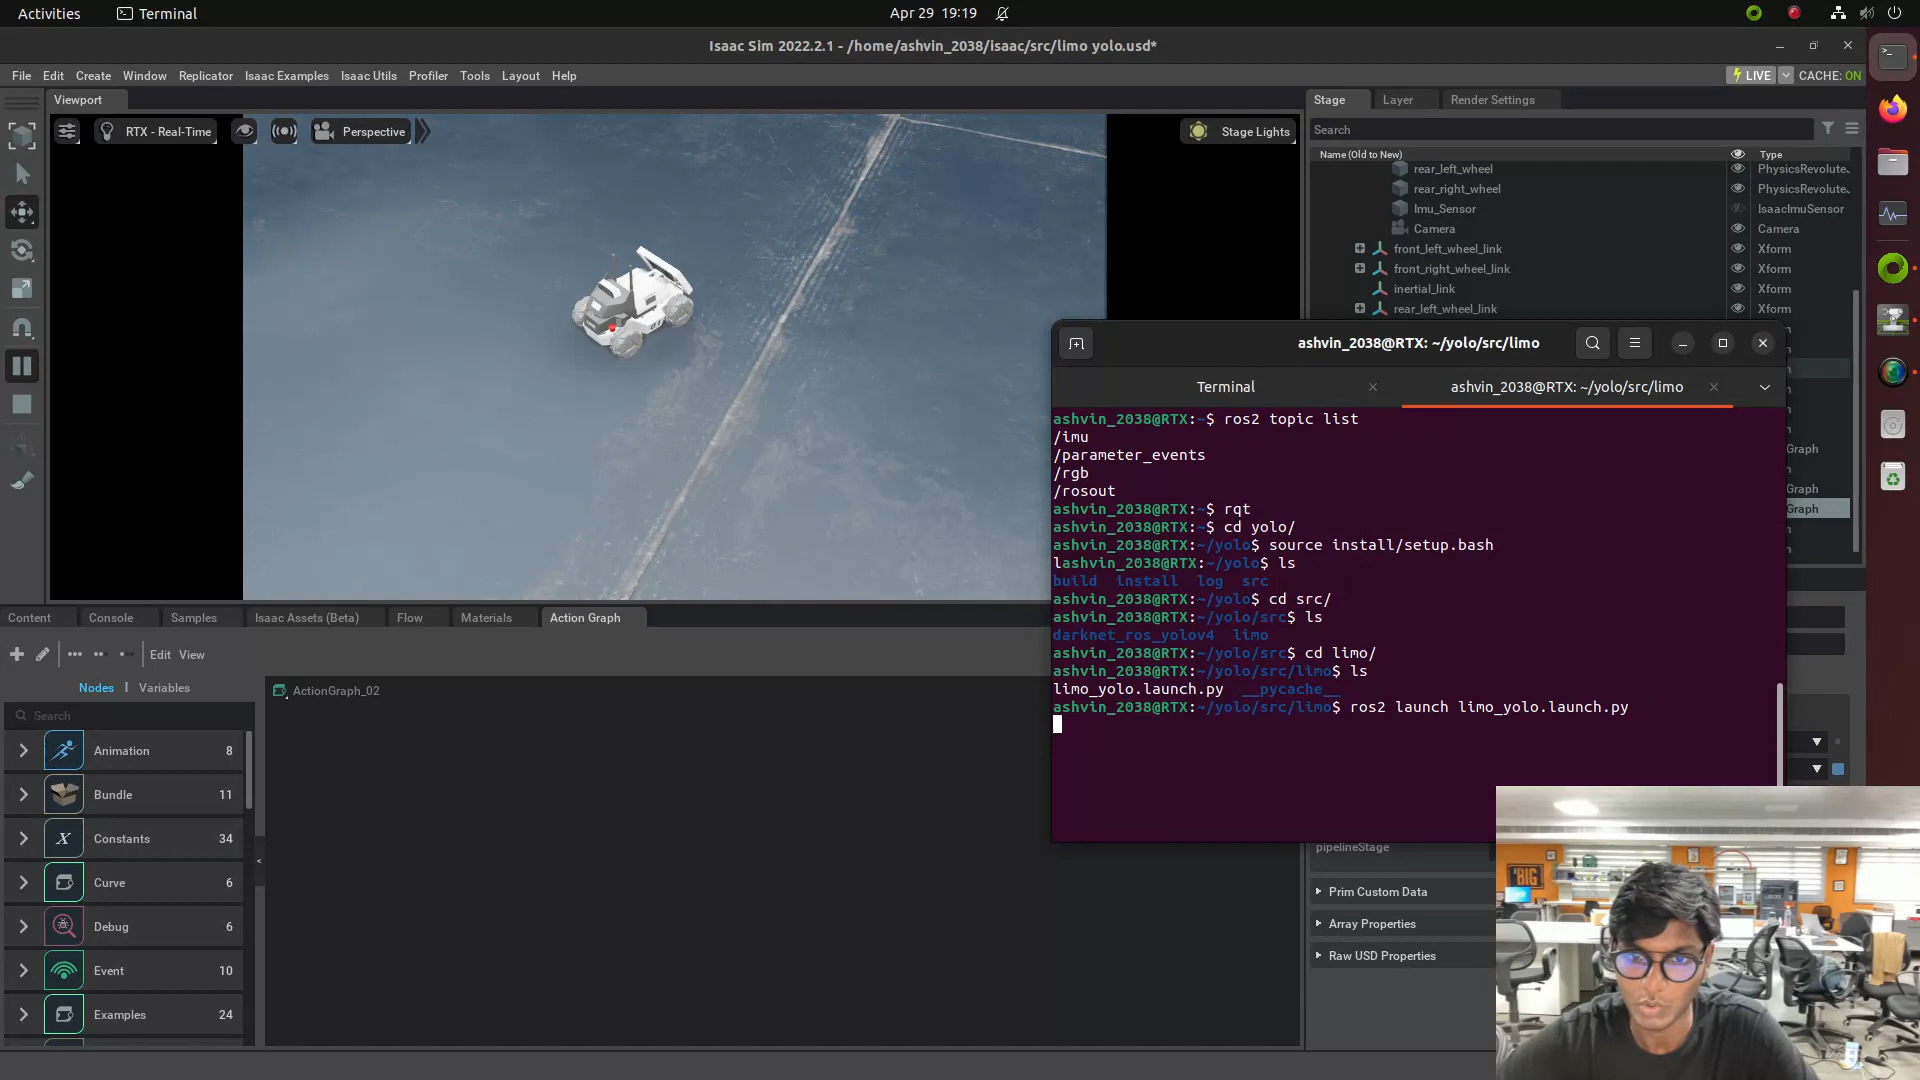 Activities
Terminal
Apr 29 19:19
Isaac Sim 2022.2.1 - /home/ashvin_2038/isaac/src/limo yolo.usd*
File Edit Create Window Replicator Isaac Examples Isaac Utils Profiler Tools Layout Help
LIVE
CACHE: ON
Viewport
RTX - Real-Time
Perspective
Stage Lights
Stage
Layer
Render Settings
Search
Name (Old to New)
Type
rear_left_wheel
PhysicsRevolute.
rear_right_wheel
PhysicsRevolute.
Imu_Sensor
IsaacImuSensor
Camera
Camera
front_left_wheel_link
Xform
front_right_wheel_link
Xform
inertial_link
Xform
rear_left_wheel_link
Xform
Graph
Graph
Graph
ashvin_2038@RTX: ~/yolo/src/limo
Terminal
ashvin_2038@RTX: ~/yolo/src/limo
ashvin_2038@RTX:~$ ros2 topic list
/imu
/parameter_events
/rgb
/rosout
ashvin_2038@RTX:~$ rqt
ashvin_2038@RTX:~$ cd yolo/
ashvin_2038@RTX:~/yolo$ source install/setup.bash
lashvin_2038@RTX:~/yolo$ ls
build install log src
ashvin_2038@RTX:~/yolo$ cd src/
ashvin_2038@RTX:~/yolo/src$ ls
darknet_ros_yolov4 limo
ashvin_2038@RTX:~/yolo/src$ cd limo/
ashvin_2038@RTX:~/yolo/src/limo$ ls
limo_yolo.launch.py __pycache__
ashvin_2038@RTX:~/yolo/src/limo$ ros2 launch limo_yolo.launch.py
Content
Console
Samples
Isaac Assets (Beta)
Flow
Materials
Action Graph
Edit View
Nodes
Variables
ActionGraph_02
Search
Animation 8
Bundle 11
Constants 34
Curve 6
Debug 6
Event 10
Examples 24
pipelineStage
Prim Custom Data
Array Properties
Raw USD Properties
'BIG